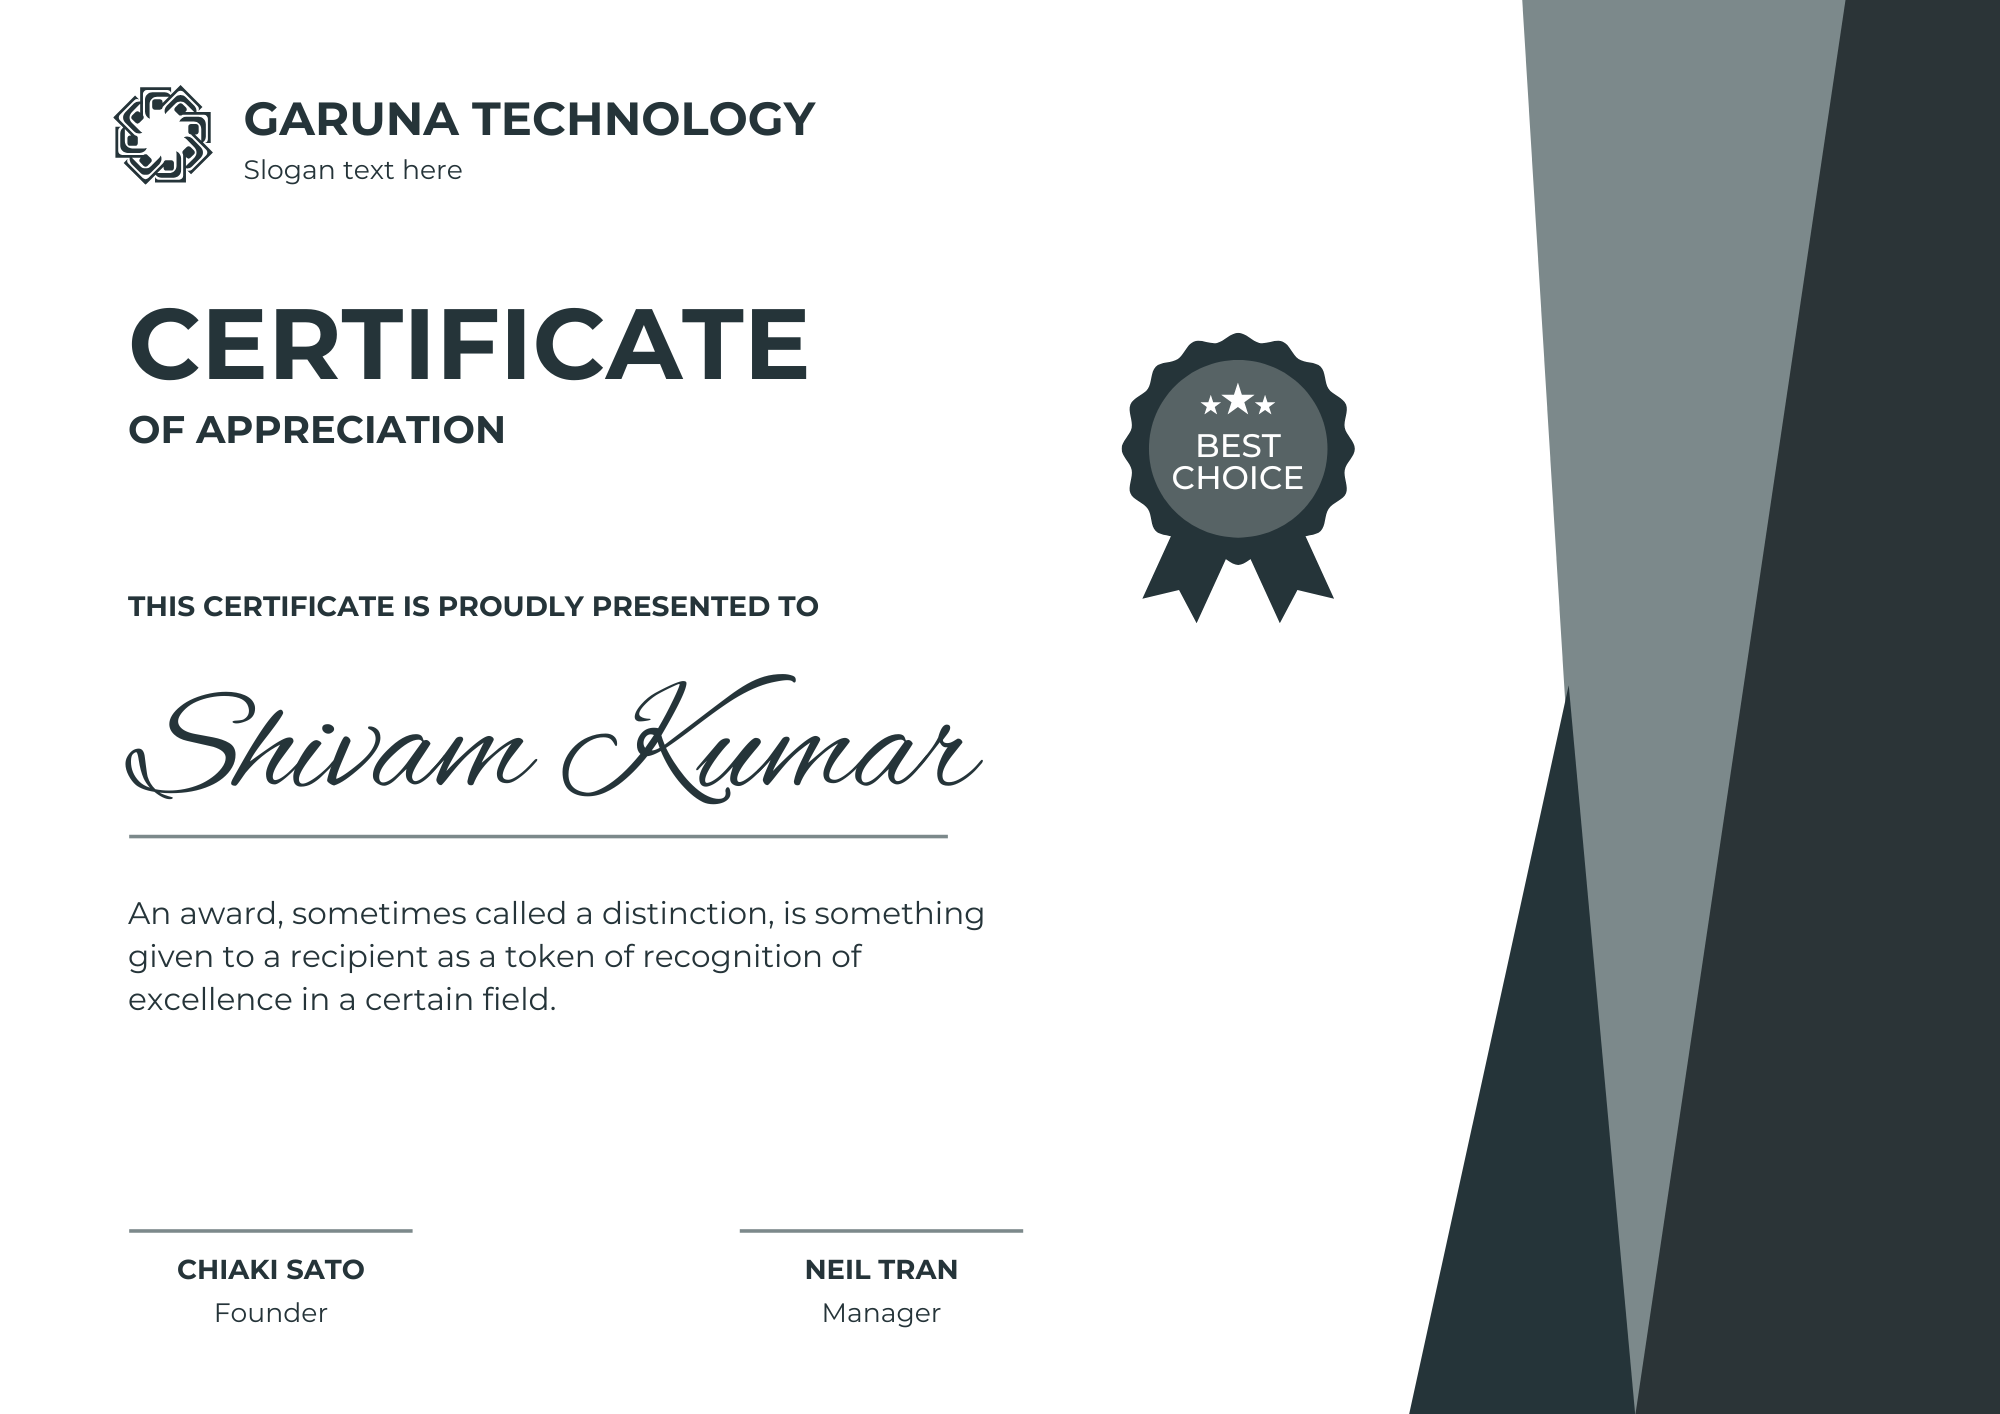 GARUNA TECHNOLOGY
Slogan text here
CERTIFICATE
OF APPRECIATION
BEST
CHOICE
THIS CERTIFICATE IS PROUDLY PRESENTED TO
Shivam Kumar
An award, sometimes called a distinction, is something
given to a recipient as a token of recognition of
excellence in a certain field.
CHIAKI SATO
Founder
NEIL TRAN
Manager